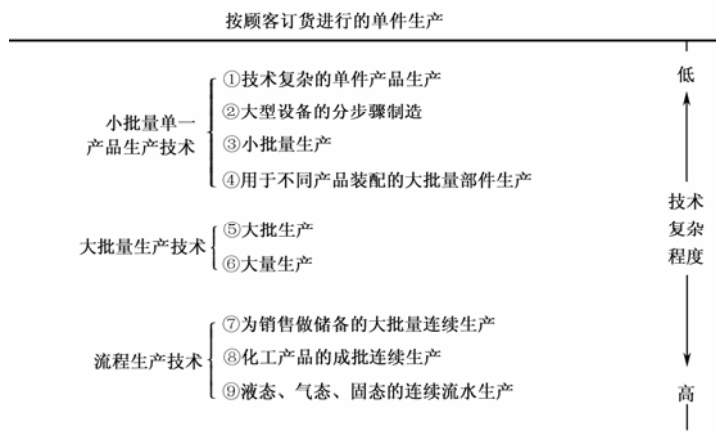 按顾客订货进行的单件生产
低
①技术复杂的单件产品生产
②大型设备的分步骤制造
小批量单一
产品生产技术
③小批量生产
④用于不同产品装配的大批量部件生产
技术
复杂
程度
⑤大批生产
大批量生产技术
⑥大量生产
⑦为销售做储备的大批量连续生产
流程生产技术
⑧化工产品的成批连续生产
⑨液态、气态、固态的连续流水生产
高